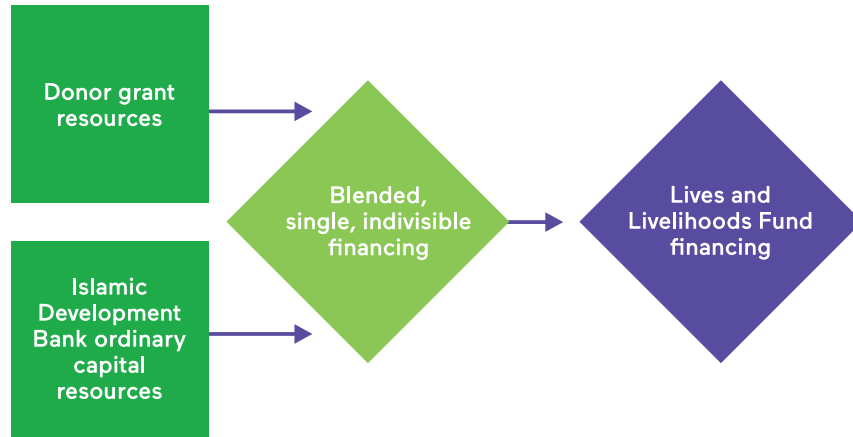 Donor grant
resources
Islamic
Development
Bank ordinary
capital
resources
Blended,
single, indivisible
financing
Lives and
Livelihoods Fund
financing